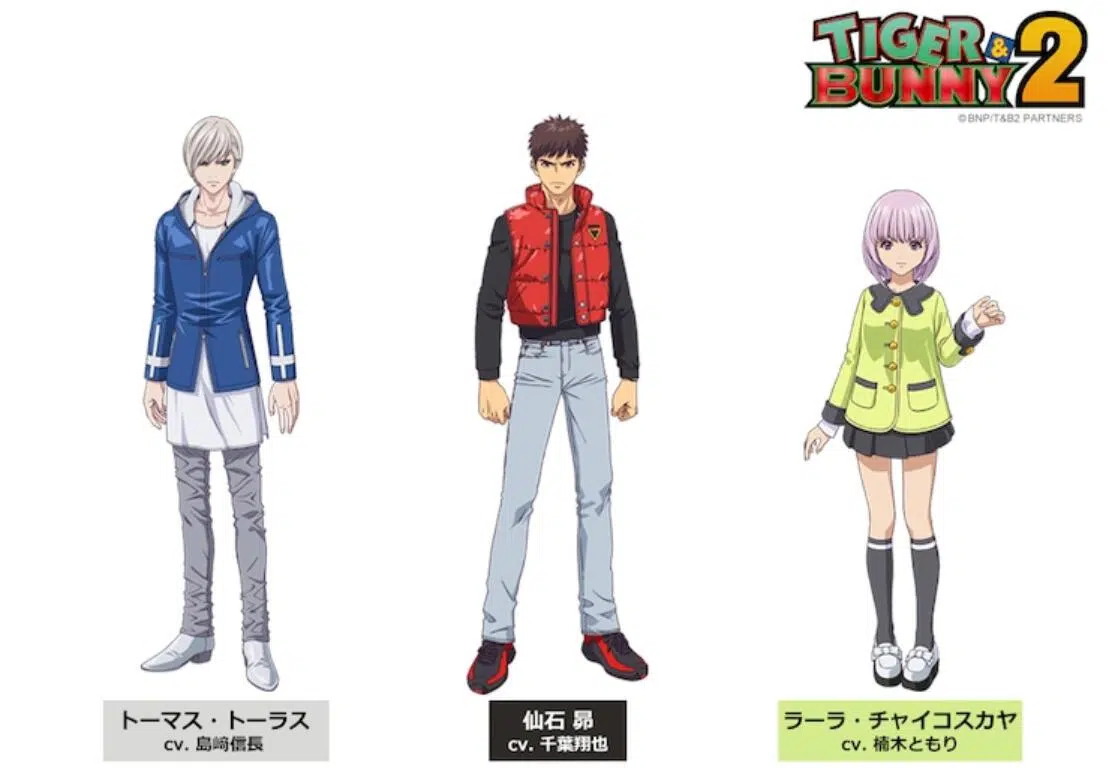 TIGER &
BUNNY 2
©BNP/T&B2 PARTNERS
トーマス・トーラス
cv. 島﨑信長
仙石 昴
cv. 千葉翔也
ラーラ・チャイコスカヤ
cv. 楠木ともり